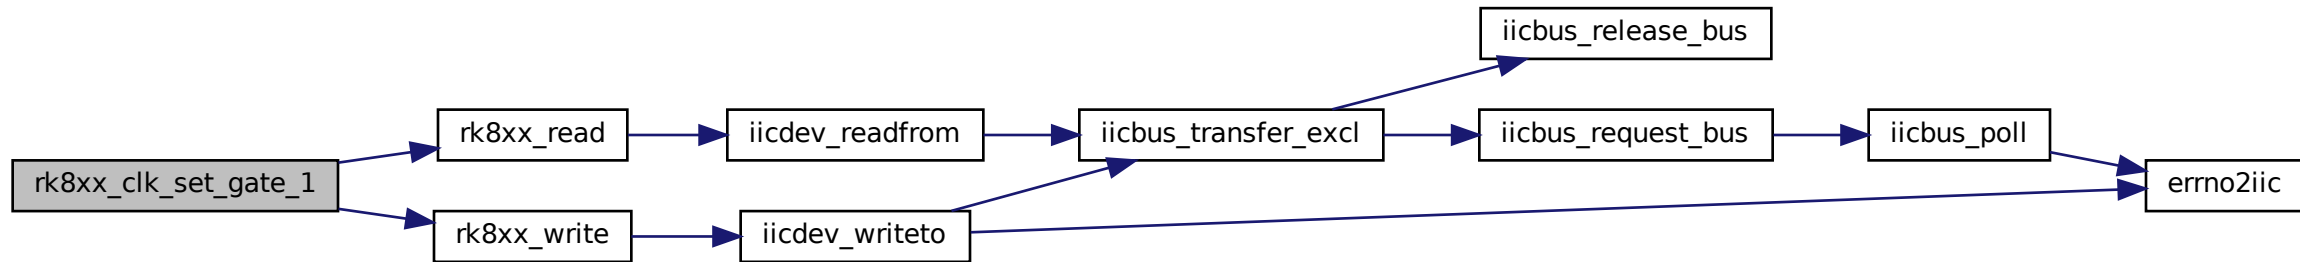 iicbus_release_bus
rk8xx_read
iicdev_readfrom
iicbus_transfer_excl
iicbus_request_bus
iicbus_poll
rk8xx_clk_set_gate_1
errno2iic
rk8xx_write
iicdev_writeto